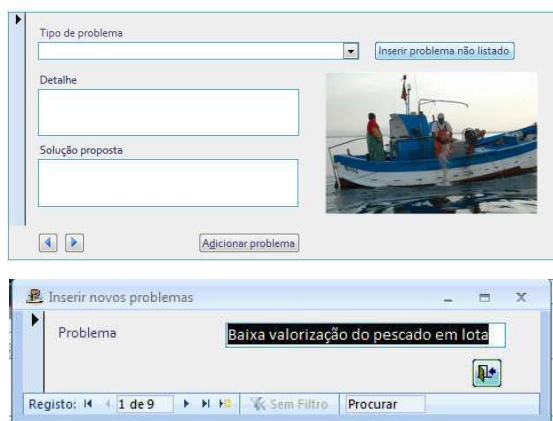 Tipo de problema
Inserir problema não listado
Detalhe
Solução proposta
Adicionar problema
Inserir novos problemas
Problema
Baixa valorização do pescado em lota
Registo: 1 de 9 Sem Filtro Procurar